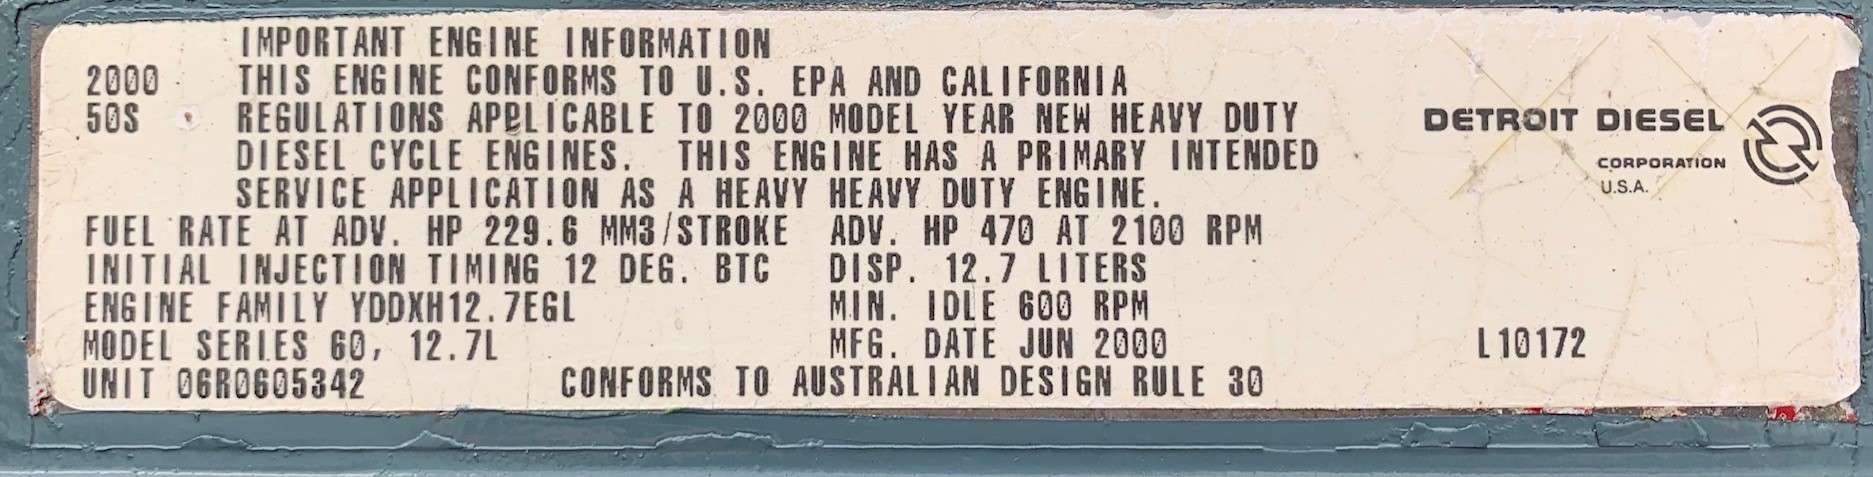 IMPORTANT ENGINE INFORMATION
2000 THIS ENGINE CONFORMS TO U.S. EPA AND CALIFORNIA
50S REGULATIONS APPLICABLE TO 2000 MODEL YEAR NEW HEAVY DUTY
DIESEL CYCLE ENGINES. THIS ENGINE HAS A PRIMARY INTENDED
SERVICE APPLICATION AS A HEAVY HEAVY DUTY ENGINE.
FUEL RATE AT ADV. HP 229.6 MM3/STROKE ADV. HP 470 AT 2100 RPM
INITIAL INJECTION TIMING 12 DEG. BTC DISP. 12.7 LITERS
ENGINE FAMILY YDDXH12.7EGL MIN. IDLE 600 RPM
MODEL SERIES 60, 12.7L MFG. DATE JUN 2000 L10172
UNIT 06R0605342 CONFORMS TO AUSTRALIAN DESIGN RULE 30
DETROIT DIESEL
CORPORATION
U.S.A.